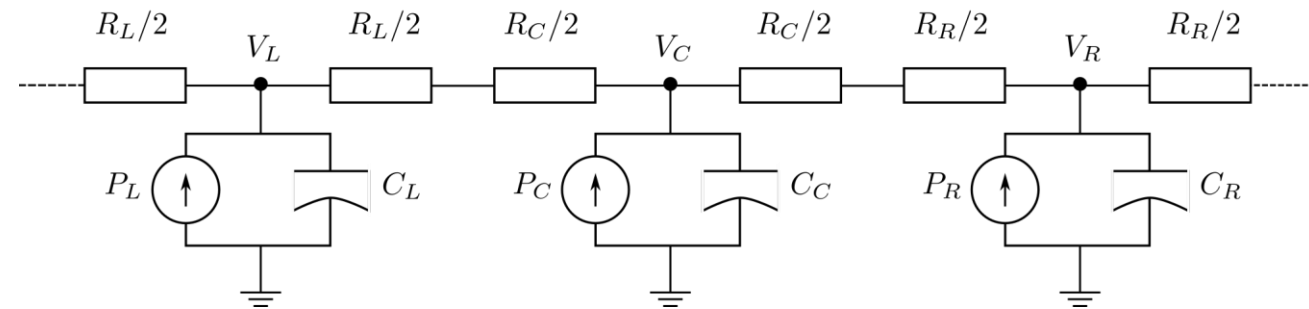 R_L/2 R_L/2 R_C/2 R_C/2 R_R/2 R_R/2
V_L V_C V_R
P_L C_L P_C C_C P_R C_R